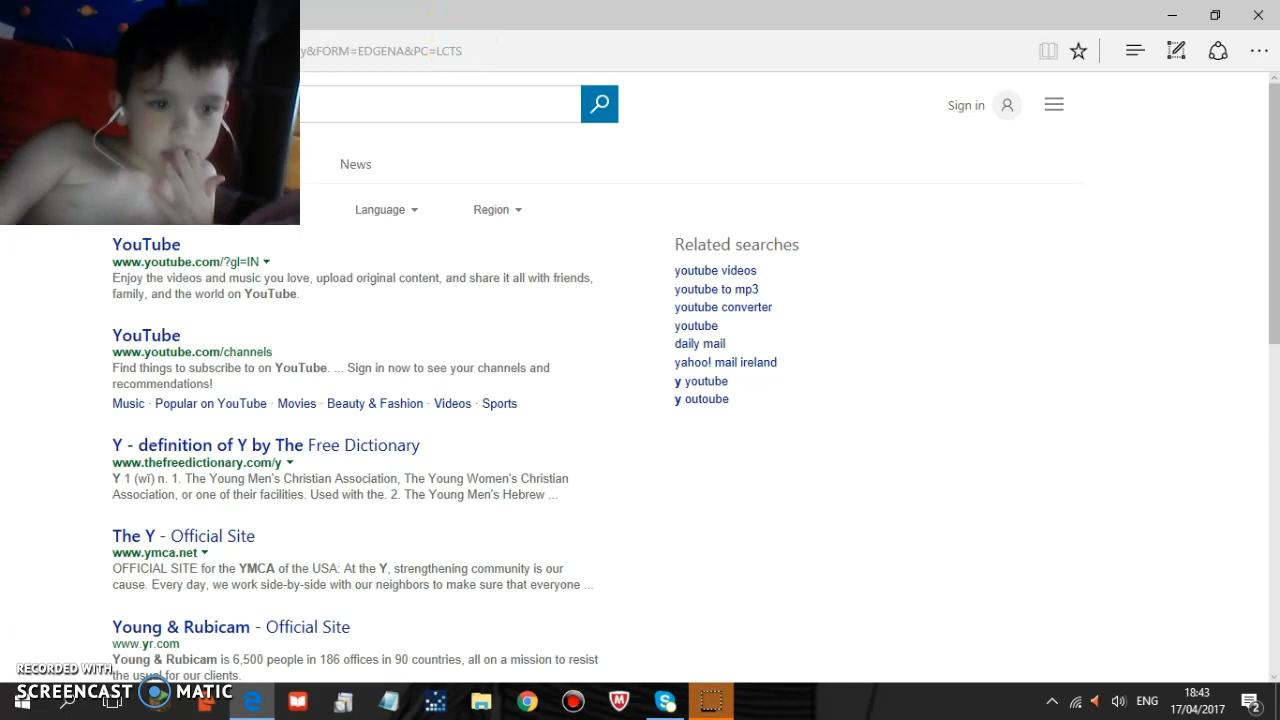 y&FORM=EDGENA&PC=LCTS
Sign in
News
Language
Region
YouTube
www.youtube.com/?gl=IN
Enjoy the videos and music you love, upload original content, and share it all with friends,
family, and the world on YouTube.
YouTube
www.youtube.com/channels
Find things to subscribe to on YouTube. ... Sign in now to see your channels and
recommendations!
Music · Popular on YouTube · Movies · Beauty & Fashion · Videos · Sports
Y - definition of Y by The Free Dictionary
www.thefreedictionary.com/y
Y 1 (wī) n. 1. The Young Men's Christian Association, The Young Women's Christian
Association, or one of their facilities. Used with the. 2. The Young Men's Hebrew ...
The Y - Official Site
www.ymca.net
OFFICIAL SITE for the YMCA of the USA: At the Y, strengthening community is our
cause. Every day, we work side-by-side with our neighbors to make sure that everyone ...
Young & Rubicam - Official Site
www.yr.com
Young & Rubicam is 6,500 people in 186 offices in 90 countries, all on a mission to resist
the usual for our clients.
Related searches
youtube videos
youtube to mp3
youtube converter
youtube
daily mail
yahoo! mail ireland
y youtube
y outoube
RECORDED WITH
SCREENCAST MATIC
ENG
18:43
17/04/2017
2